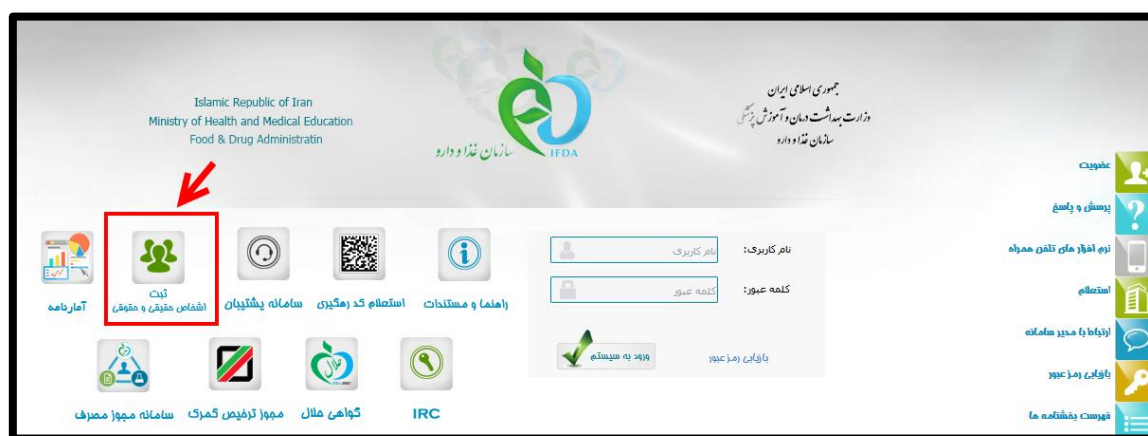 Islamic Republic of Iran
Ministry of Health and Medical Education
Food & Drug Administratin
سازمان غذا و دارو
IFDA
جمهوری اسلامی ایران
وزارت بهداشت درمان و آموزش پزشکی
سازمان غذا و دارو
عضویت
پرسش و پاسخ
نرم افزار های تلفن همراه
استعلام
ارتباط با مدیر سامانه
بازیابی رمز عبور
فهرست بخشنامه ها
نام کاربری:
نام کاربری
کلمه عبور:
کلمه عبور
بازیابی رمز عبور
ورود به سیستم
راهنما و مستندات
استعلام کد رهگیری
سامانه پشتیبان
ثبت
اشخاص حقیقی و حقوقی
آمارنامه
IRC
گواهی حلال
مجوز ترخیص گمرک
سامانه مجوز مصرف